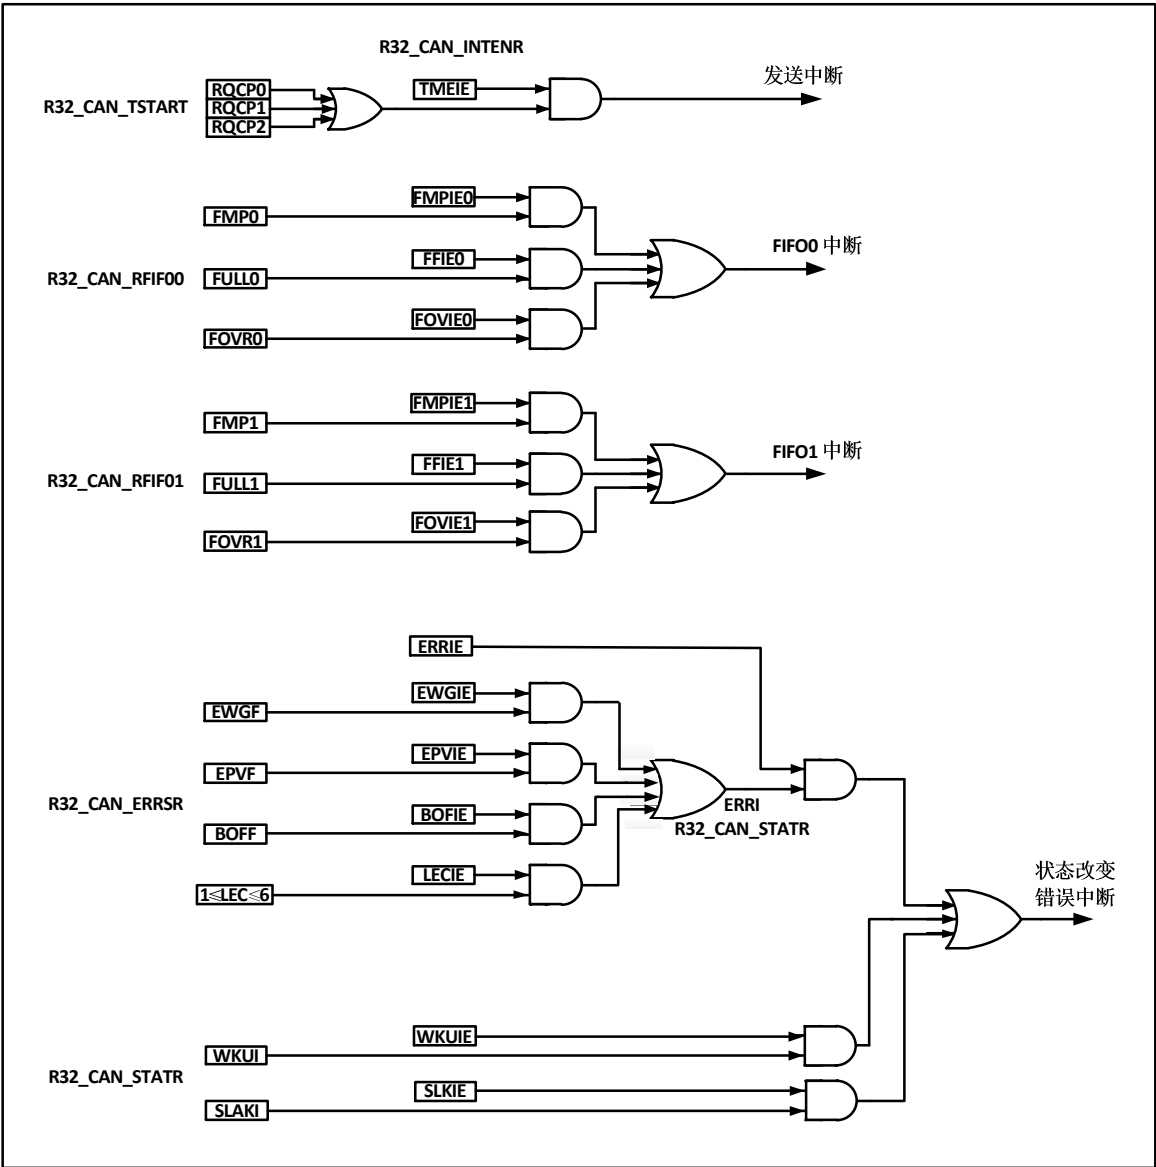 R32_CAN_INTENR
发送中断
R32_CAN_TSTART
RQCP0
RQCP1
RQCP2
TMEIE
FMPIE0
FMP0
FIFO0 中断
FFIE0
R32_CAN_RFIF00
FULL0
FOVIE0
FOVR0
FMPIE1
FMP1
FIFO1 中断
FFIE1
R32_CAN_RFIF01
FULL1
FOVIE1
FOVR1
ERRIE
EWGIE
EWGF
EPVIE
EPVF
R32_CAN_ERRSR
ERRI
R32_CAN_STATR
BOFIE
BOFF
LECIE
1≤LEC≤6
状态改变
错误中断
WKUIE
WKUI
R32_CAN_STATR
SLKIE
SLAKI